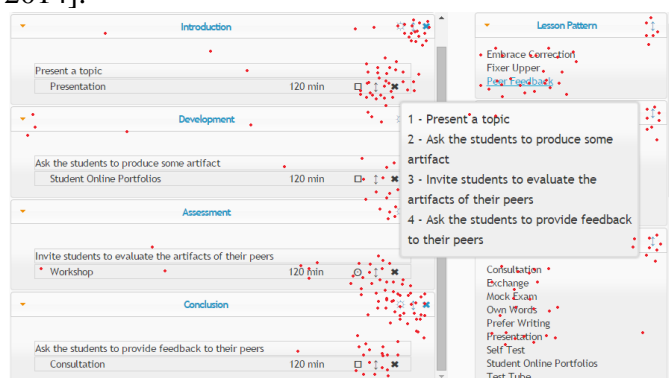 2014].
Introduction
Present a topic
Presentation 120 min
Development
Ask the students to produce some artifact
Student Online Portfolios 120 min
Assessment
Invite students to evaluate the artifacts of their peers
Workshop 120 min
Conclusion
Ask the students to provide feedback to their peers
Consultation 120 min
Lesson Pattern
Embrace Correction
Fixer Upper
Peer Feedback
1 - Present a topic
2 - Ask the students to produce some
artifact
3 - Invite students to evaluate the
artifacts of their peers
4 - Ask the students to provide feedback
to their peers
Consultation
Exchange
Mock Exam
Own Words
Prefer Writing
Presentation
Self Test
Student Online Portfolios
Test Tube